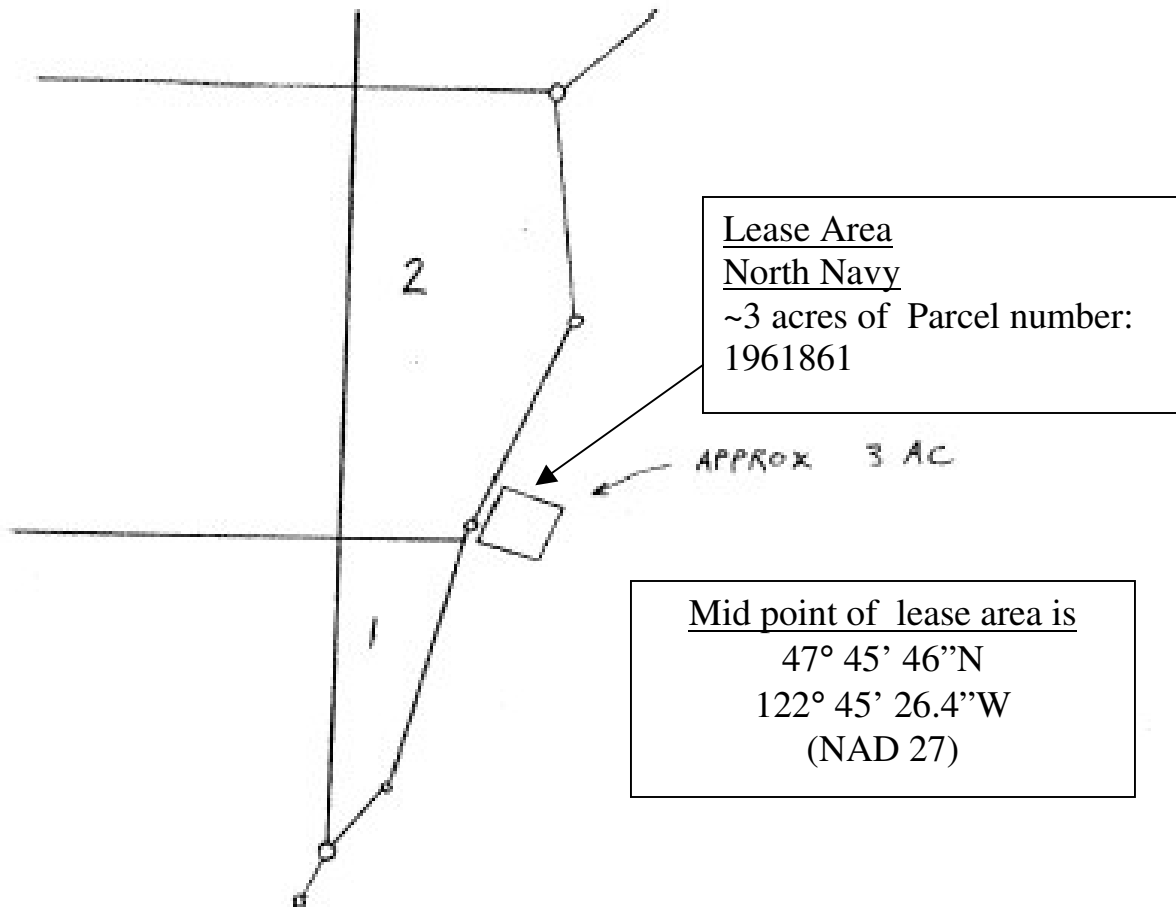 2
Lease Area
North Navy
~3 acres of Parcel number:
1961861
APPROX 3 AC
1
Mid point of lease area is
47° 45’ 46”N
122° 45’ 26.4”W
(NAD 27)